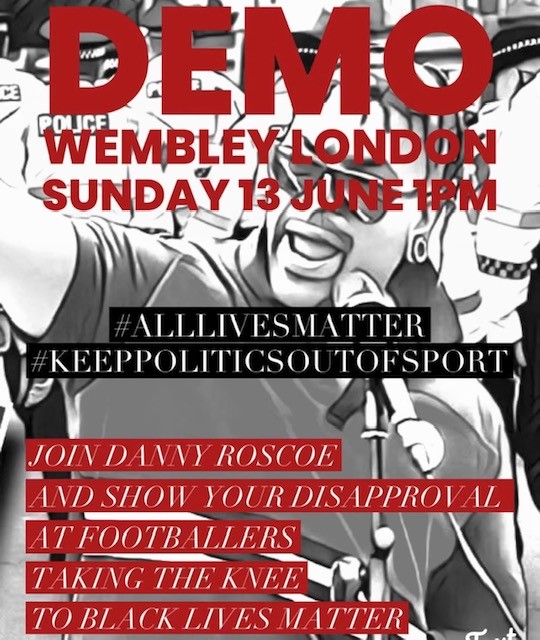 DEMO
WEMBLEY LONDON
SUNDAY 13 JUNE 1PM
POLICE
#ALLLIVESMATTER
#KEEPPOLITICSOUTOFSPORT
JOIN DANNY ROSCOE
AND SHOW YOUR DISAPPROVAL
AT FOOTBALLERS
TAKING THE KNEE
TO BLACK LIVES MATTER